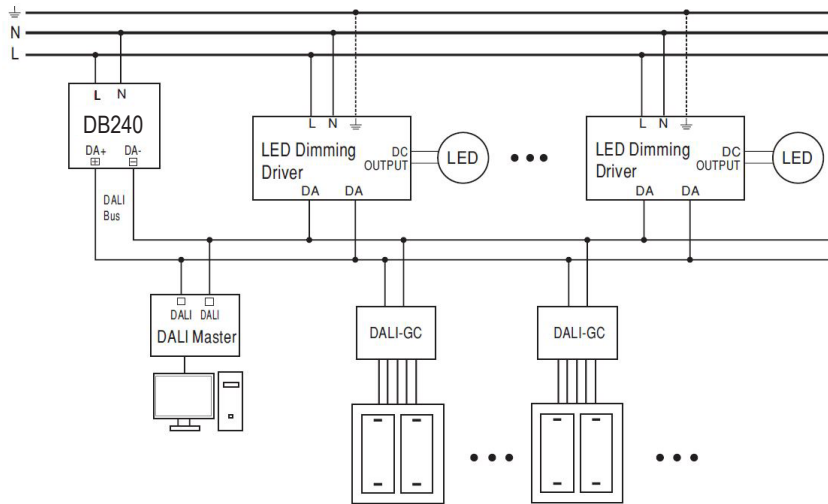 N
L
L N
DB240
DA+ DA-
DALI
Bus
L N
LED Dimming
Driver
DC
OUTPUT
DA DA
LED
L N
LED Dimming
Driver
DC
OUTPUT
DA DA
LED
DALI DALI
DALI Master
DALI-GC
DALI-GC